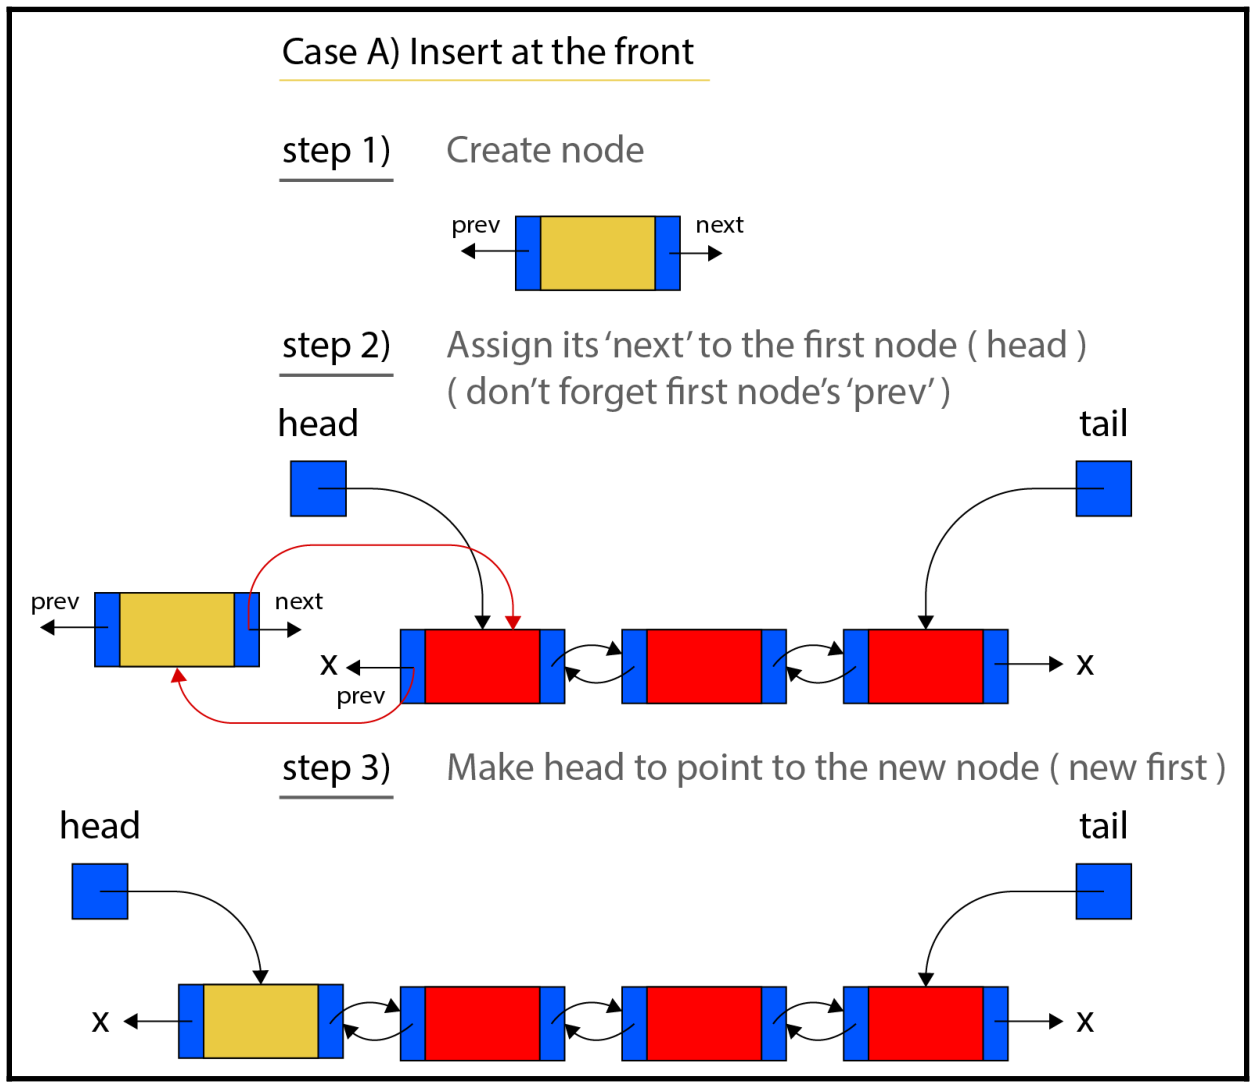 Case A) Insert at the front
step 1) Create node
prev next
step 2) Assign its ‘next’ to the first node ( head )
( don’t forget first node’s ‘prev’ )
head tail
prev next
x x
prev
step 3) Make head to point to the new node ( new first )
head tail
x x